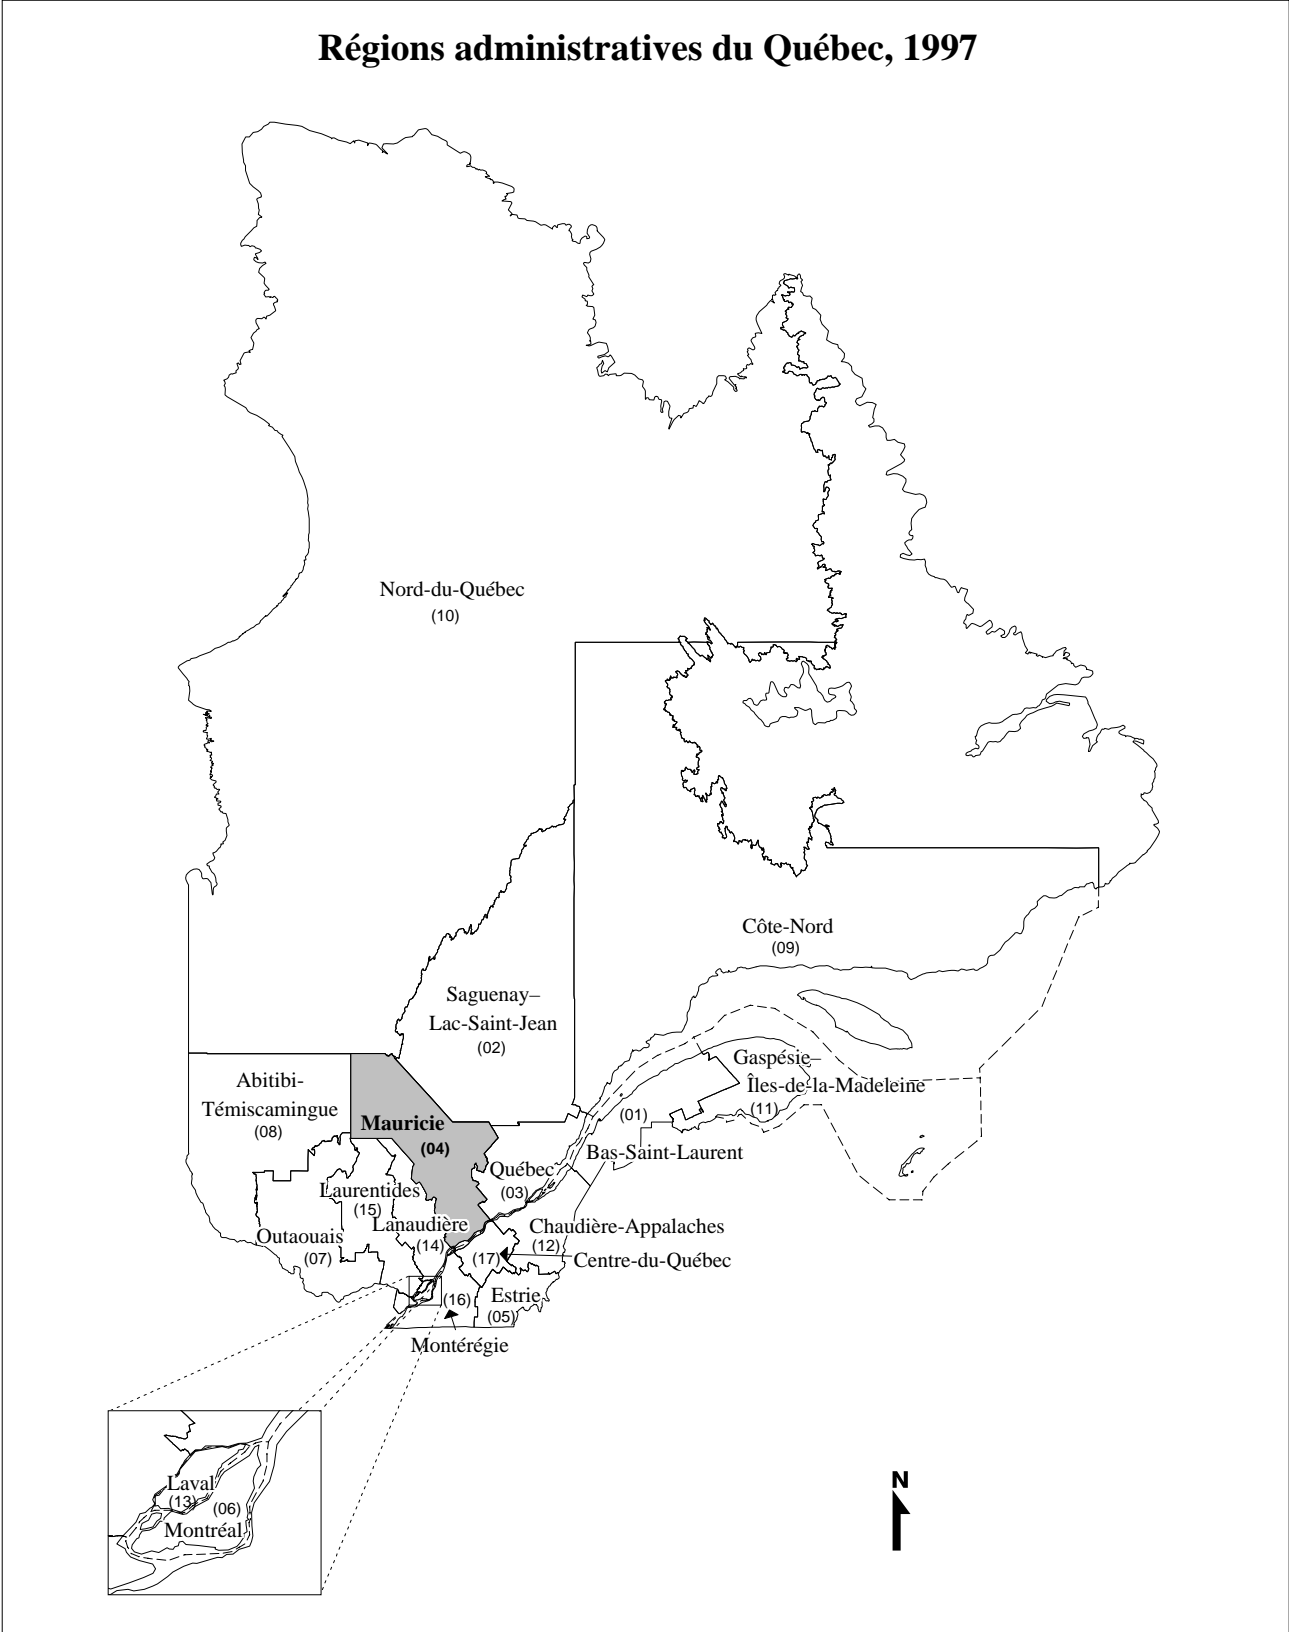 Régions administratives du Québec, 1997
Nord-du-Québec
(10)
Côte-Nord
(09)
Saguenay–
Lac-Saint-Jean
(02)
Gaspésie–
Îles-de-la-Madeleine
(11)
Abitibi-
Témiscamingue
(08)
Mauricie
(04)
(01)
Bas-Saint-Laurent
Québec
(03)
Laurentides
(15)
Lanaudière
(14)
Outaouais
(07)
Chaudière-Appalaches
(12)
(17)
Centre-du-Québec
(16)
Montérégie
Estrie
(05)
Laval
(13)
(06)
Montréal
N